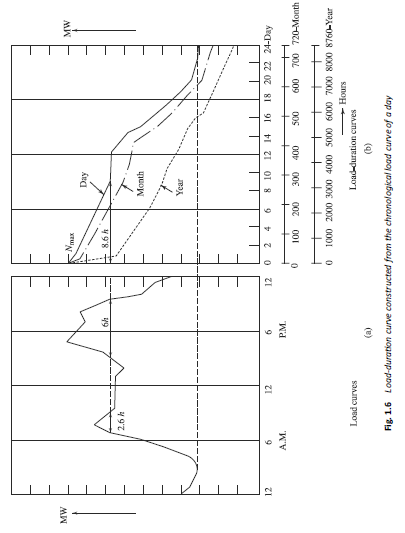 MW
2.6 h
6h
12 6 12 6 12
A.M. P.M.
Load curves
(a)
MW
N max
Day
Month
Year
8.6 h
0 2 4 6 8 10 12 14 16 18 20 22 24-Day
0 100 200 300 400 500 600 700 720-Month
0 1000 2000 3000 4000 5000 6000 7000 8000 8760-Year
Hours
Load-duration curves
(b)
Fig. 1.6 Load-duration curve constructed from the chronological load curve of a day